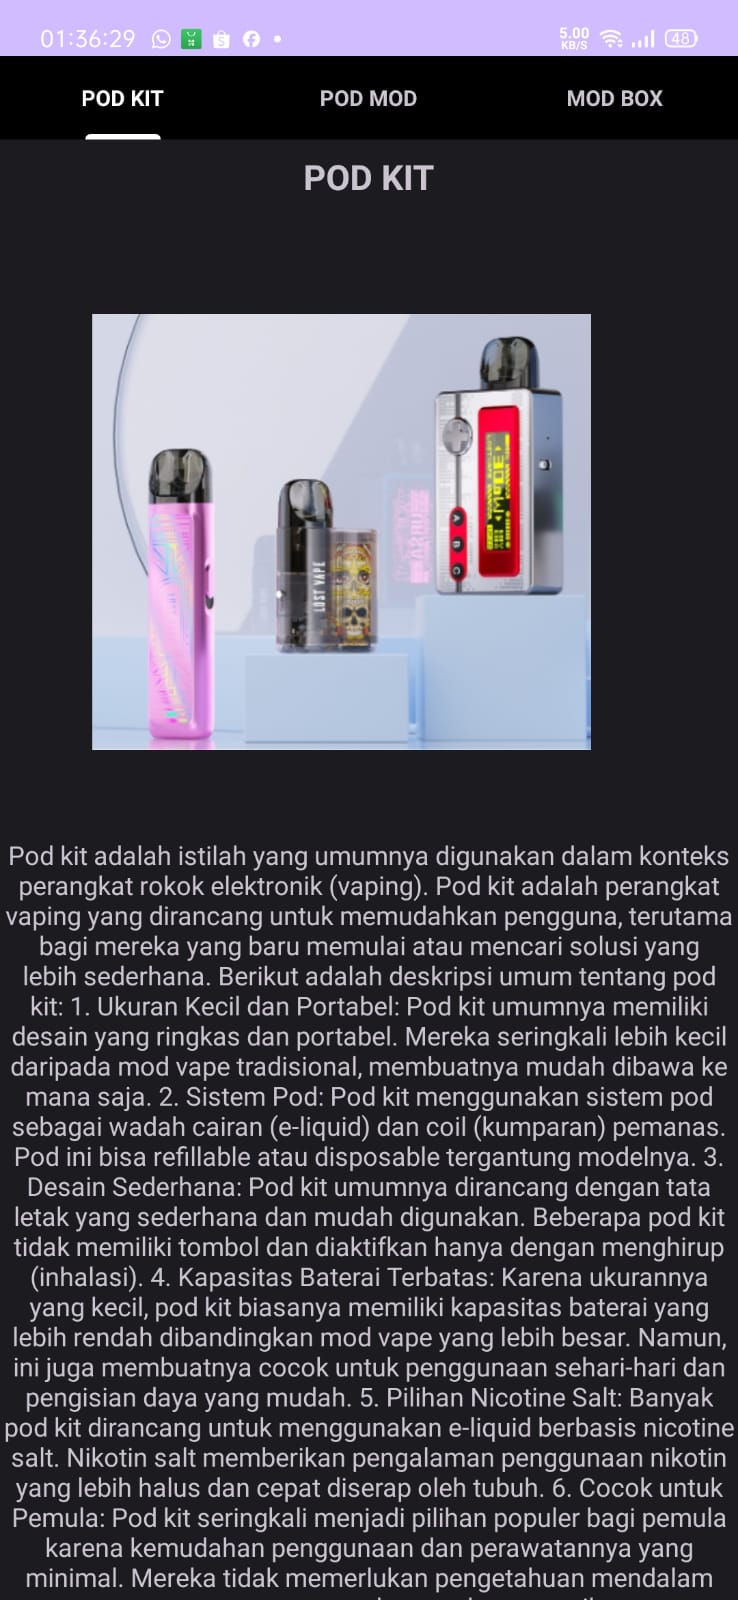 01:36:29
5.00
KB/S
48
POD KIT
POD MOD
MOD BOX
POD KIT
MODE
A
B
C
LOST VAPE
Pod kit adalah istilah yang umumnya digunakan dalam konteks
perangkat rokok elektronik (vaping). Pod kit adalah perangkat
vaping yang dirancang untuk memudahkan pengguna, terutama
bagi mereka yang baru memulai atau mencari solusi yang
lebih sederhana. Berikut adalah deskripsi umum tentang pod
kit: 1. Ukuran Kecil dan Portabel: Pod kit umumnya memiliki
desain yang ringkas dan portabel. Mereka seringkali lebih kecil
daripada mod vape tradisional, membuatnya mudah dibawa ke
mana saja. 2. Sistem Pod: Pod kit menggunakan sistem pod
sebagai wadah cairan (e-liquid) dan coil (kumparan) pemanas.
Pod ini bisa refillable atau disposable tergantung modelnya. 3.
Desain Sederhana: Pod kit umumnya dirancang dengan tata
letak yang sederhana dan mudah digunakan. Beberapa pod kit
tidak memiliki tombol dan diaktifkan hanya dengan menghirup
(inhalasi). 4. Kapasitas Baterai Terbatas: Karena ukurannya
yang kecil, pod kit biasanya memiliki kapasitas baterai yang
lebih rendah dibandingkan mod vape yang lebih besar. Namun,
ini juga membuatnya cocok untuk penggunaan sehari-hari dan
pengisian daya yang mudah. 5. Pilihan Nicotine Salt: Banyak
pod kit dirancang untuk menggunakan e-liquid berbasis nicotine
salt. Nikotin salt memberikan pengalaman penggunaan nikotin
yang lebih halus dan cepat diserap oleh tubuh. 6. Cocok untuk
Pemula: Pod kit seringkali menjadi pilihan populer bagi pemula
karena kemudahan penggunaan dan perawatannya yang
minimal. Mereka tidak memerlukan pengetahuan mendalam